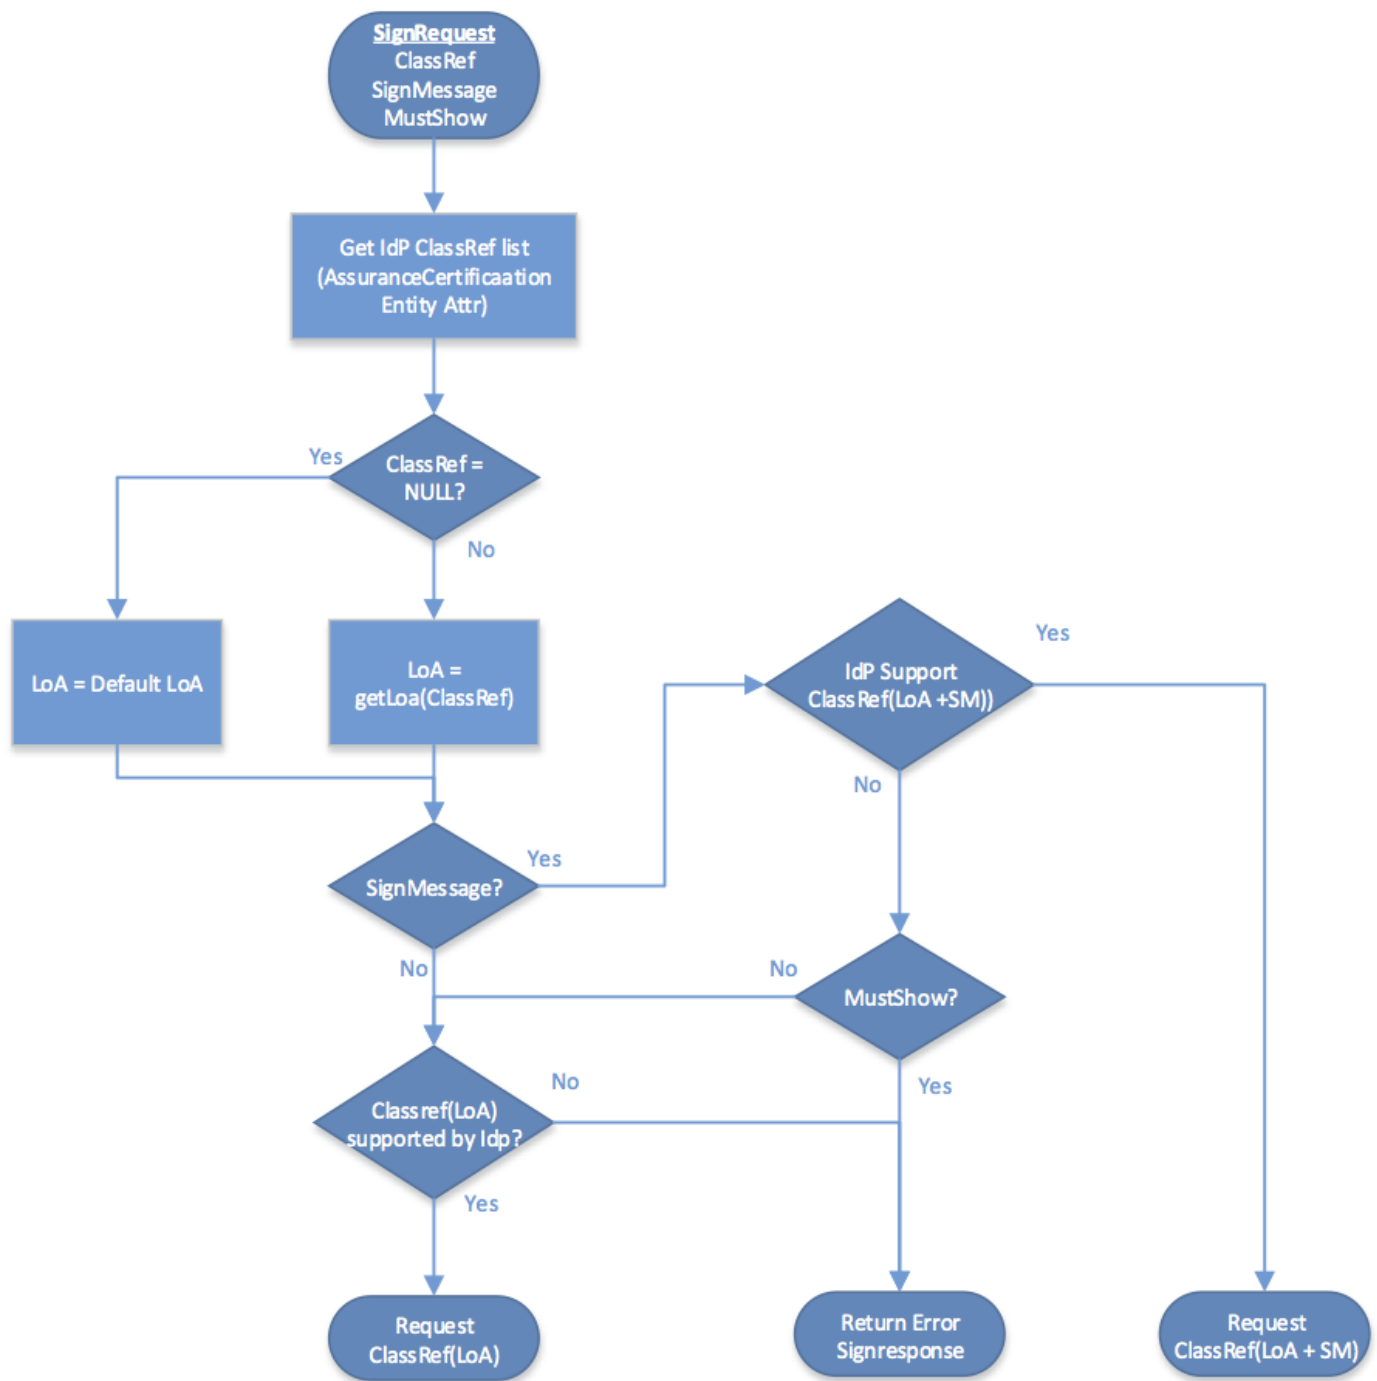 SignRequest
ClassRef
SignMessage
MustShow
Get IdP ClassRef list
(AssuranceCertificaation
Entity Attr)
Yes
ClassRef =
NULL?
No
LoA = Default LoA
LoA =
getLoa(ClassRef)
IdP Support
ClassRef(LoA +SM))
Yes
No
SignMessage?
Yes
No
No
MustShow?
Yes
Classref(LoA)
supported by Idp?
No
Yes
Request
ClassRef(LoA)
Return Error
Signresponse
Request
ClassRef(LoA + SM)